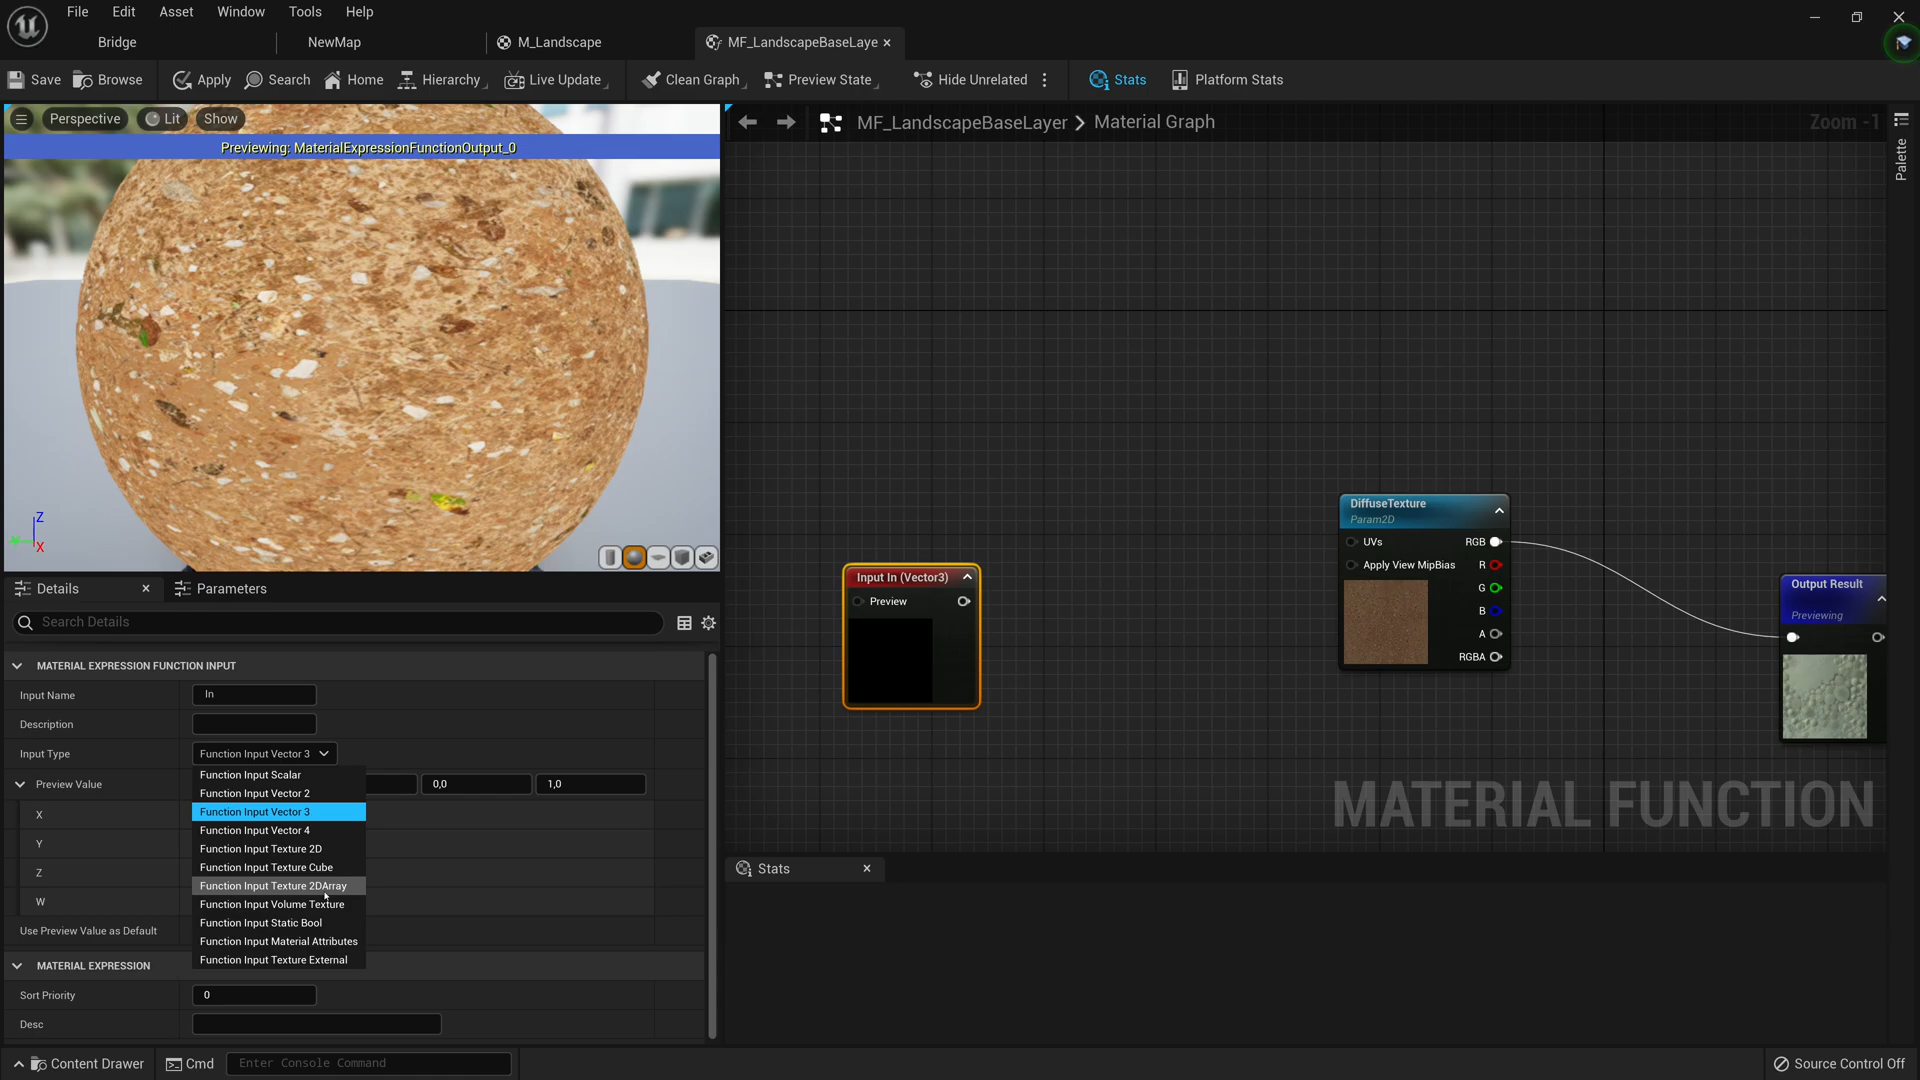 File Edit Asset Window Tools Help
Bridge NewMap M_Landscape MF_LandscapeBaseLaye
Save Browse Apply Search Home Hierarchy Live Update Clean Graph Preview State Hide Unrelated Stats Platform Stats
Perspective Lit Show
Previewing: MaterialExpressionFunctionOutput_0
Z
X
MF_LandscapeBaseLayer > Material Graph
Zoom -1
Palette
DiffuseTexture
Param2D
UVs RGB
Apply View MipBias R
G
B
A
RGBA
Input In (Vector3)
Preview
Output Result
Previewing
MATERIAL FUNCTION
Details Parameters
Search Details
MATERIAL EXPRESSION FUNCTION INPUT
Input Name In
Description
Input Type Function Input Vector 3
Preview Value 0,0 1,0
X
Y
Z
W
Function Input Scalar
Function Input Vector 2
Function Input Vector 3
Function Input Vector 4
Function Input Texture 2D
Function Input Texture Cube
Function Input Texture 2DArray
Function Input Volume Texture
Function Input Static Bool
Function Input Material Attributes
Function Input Texture External
Use Preview Value as Default
MATERIAL EXPRESSION
Sort Priority 0
Desc
Stats
Content Drawer Cmd Enter Console Command Source Control Off